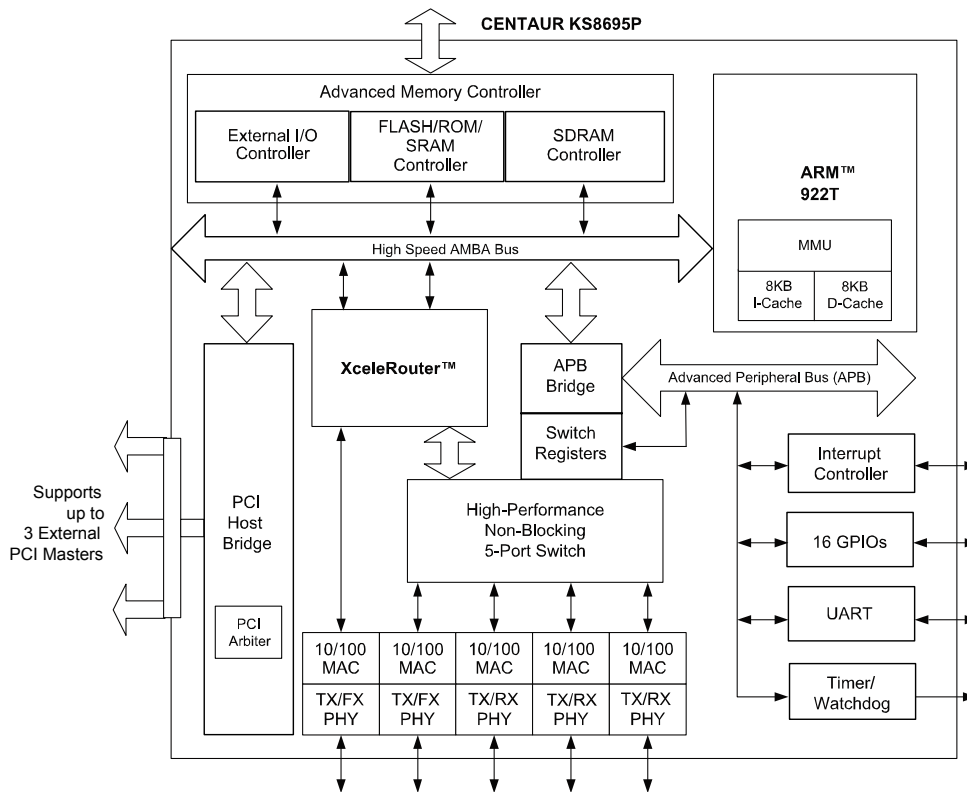 CENTAUR KS8695P
Advanced Memory Controller
External I/O
Controller
FLASH/ROM/
SRAM
Controller
SDRAM
Controller
ARM™
922T
MMU
8KB
I-Cache
8KB
D-Cache
High Speed AMBA Bus
XceleRouter™
APB
Bridge
Advanced Peripheral Bus (APB)
Switch
Registers
Interrupt
Controller
Supports
up to
3 External
PCI Masters
PCI
Host
Bridge
High-Performance
Non-Blocking
5-Port Switch
16 GPIOs
PCI
Arbiter
UART
10/100
MAC
10/100
MAC
10/100
MAC
10/100
MAC
10/100
MAC
TX/FX
PHY
TX/FX
PHY
TX/RX
PHY
TX/RX
PHY
TX/RX
PHY
Timer/
Watchdog